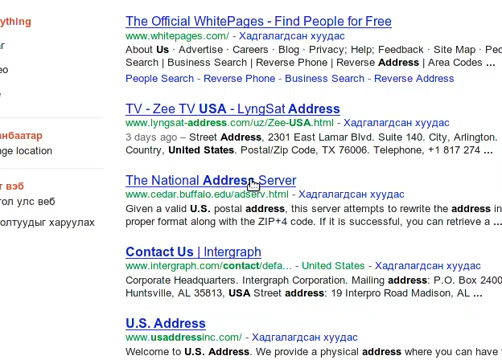 ything
The Official WhitePages - Find People for Free
www.whitepages.com/ - Хадгалагдсан хуудас
About Us · Advertise · Careers · Blog · Privacy; Help; Feedback · Site Map · Peo
Search | Business Search | Reverse Phone | Reverse Address | Area Codes ...
People Search - Reverse Phone - Business Search - Reverse Address
анбаатар
nge location
TV - Zee TV USA - LyngSat Address
www.lyngsat-address.com/uz/Zee-USA.html - Хадгалагдсан хуудас
3 days ago – Street Address, 2301 East Lamar Blvd. Suite 140. City, Arlington.
Country, United States. Postal/Zip Code, TX 76006. Telephone, +1 817 274 ...
т вэб
гол улс веб
голтуудыг харуулах
The National Address Server
www.cedar.buffalo.edu/adserv.html - Хадгалагдсан хуудас
Given a valid U.S. postal address, this server attempts to rewrite the address in
proper format along with the ZIP+4 code. If it is successful, you can retrieve a ...
Contact Us | Intergraph
www.intergraph.com/contact/defa... - United States - Хадгалагдсан хуудас
Corporate Headquarters. Intergraph Corporation. Mailing address: P.O. Box 2400
Huntsville, AL 35813, USA Street address: 19 Interpro Road Madison, AL ...
U.S. Address
www.usaddressinc.com/ - Хадгалагдсан хуудас
Welcome to U.S. Address. We provide a physical address where you can have